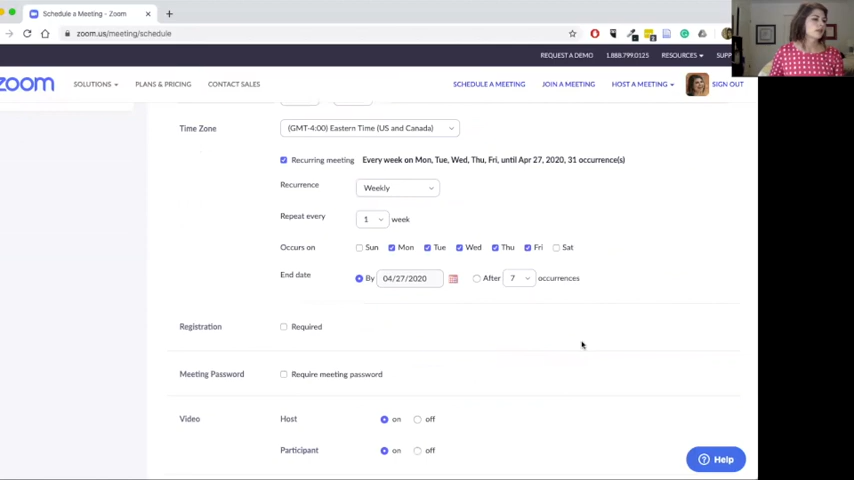 Schedule a Meeting - Zoom
zoom.us/meeting/schedule
REQUEST A DEMO 1.888.799.0125 RESOURCES SUPP
zoom SOLUTIONS PLANS & PRICING CONTACT SALES SCHEDULE A MEETING JOIN A MEETING HOST A MEETING SIGN OUT
Time Zone (GMT-4:00) Eastern Time (US and Canada)
Recurring meeting Every week on Mon, Tue, Wed, Thu, Fri, until Apr 27, 2020, 31 occurrence(s)
Recurrence Weekly
Repeat every 1 week
Occurs on Sun Mon Tue Wed Thu Fri Sat
End date By 04/27/2020 After 7 occurrences
Registration Required
Meeting Password Require meeting password
Video Host on off
Participant on off
Help